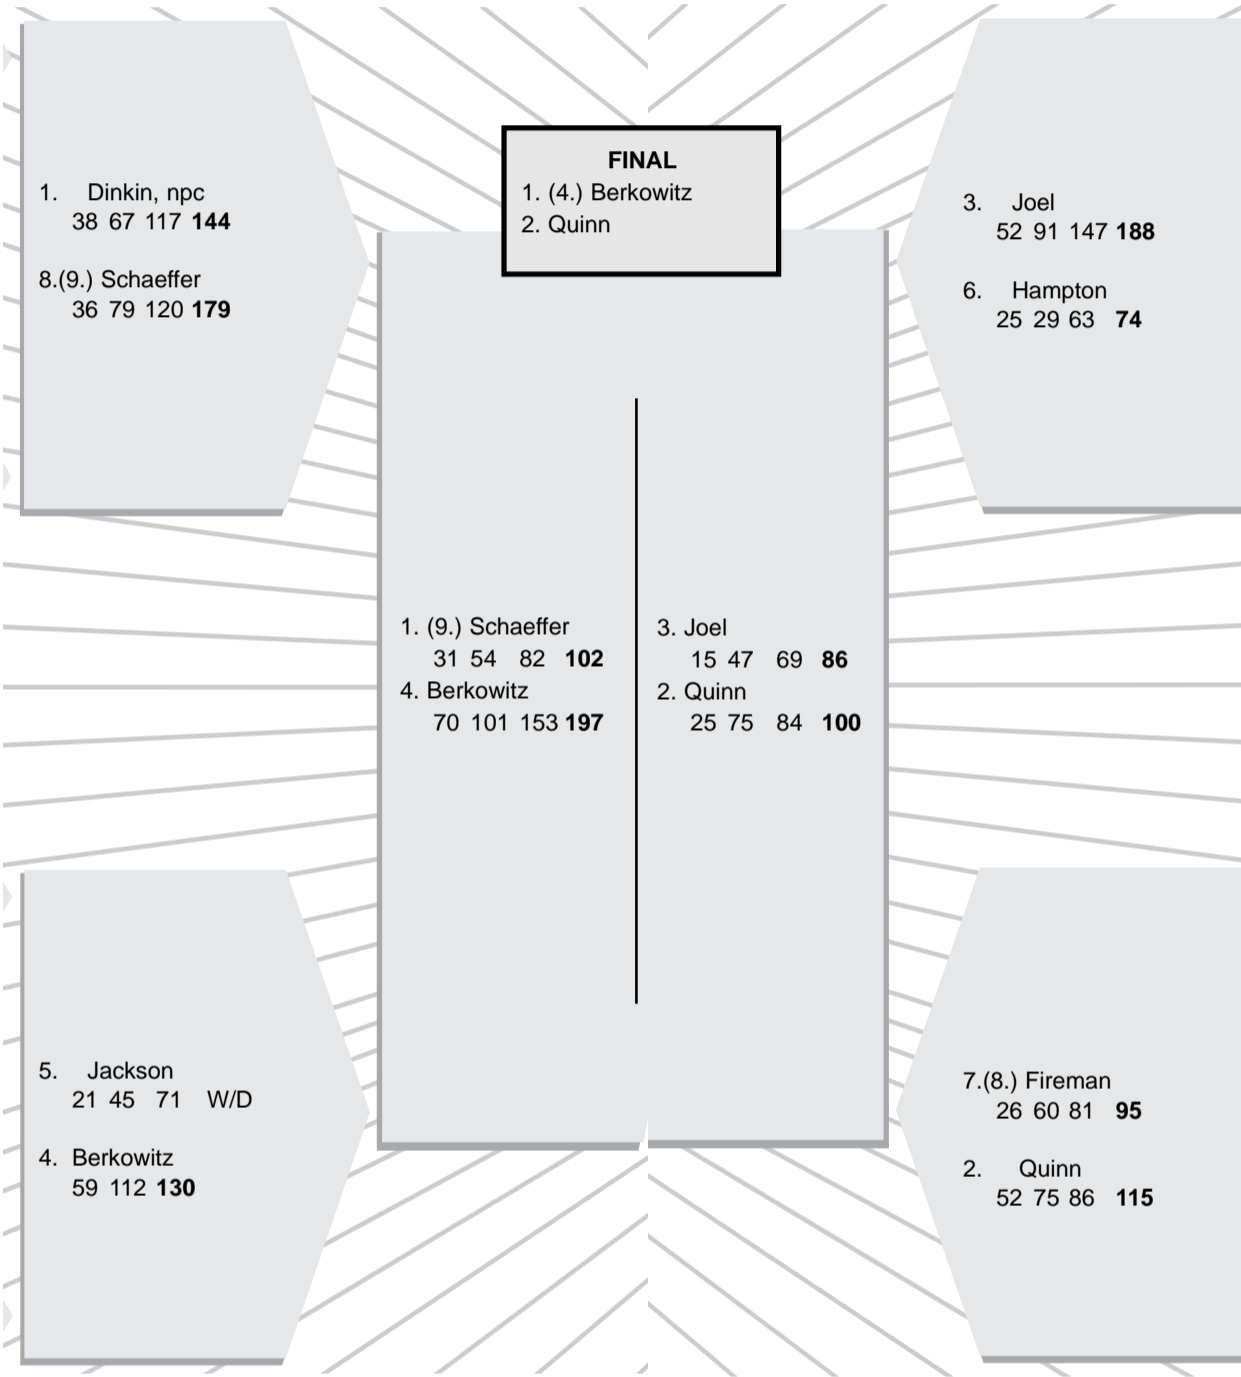 FINAL
1. (4.) Berkowitz
2. Quinn
1. Dinkin, npc
38 67 117 144
8.(9.) Schaeffer
36 79 120 179
5. Jackson
21 45 71 W/D
4. Berkowitz
59 112 130
1. (9.) Schaeffer
31 54 82 102
4. Berkowitz
70 101 153 197
3. Joel
15 47 69 86
2. Quinn
25 75 84 100
3. Joel
52 91 147 188
6. Hampton
25 29 63 74
7.(8.) Fireman
26 60 81 95
2. Quinn
52 75 86 115